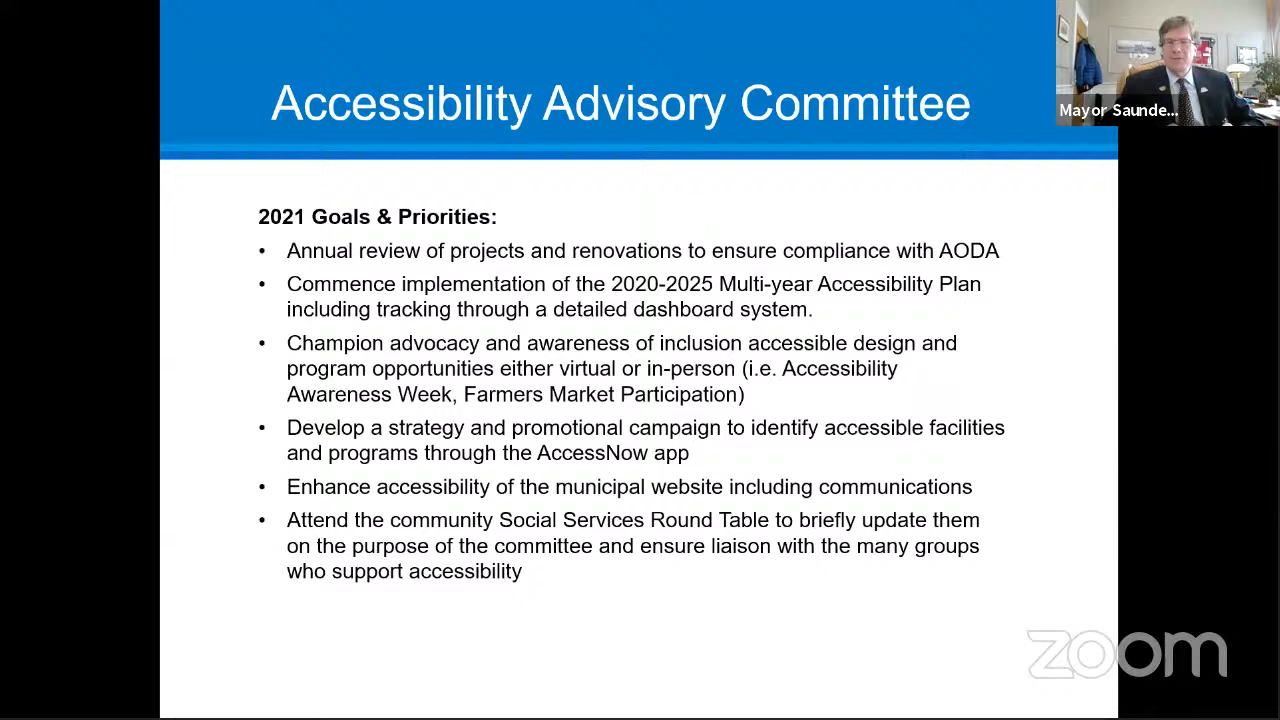 Accessibility Advisory Committee
Mayor Saunde...
2021 Goals & Priorities:
• Annual review of projects and renovations to ensure compliance with AODA
• Commence implementation of the 2020-2025 Multi-year Accessibility Plan
including tracking through a detailed dashboard system.
• Champion advocacy and awareness of inclusion accessible design and
program opportunities either virtual or in-person (i.e. Accessibility
Awareness Week, Farmers Market Participation)
• Develop a strategy and promotional campaign to identify accessible facilities
and programs through the AccessNow app
• Enhance accessibility of the municipal website including communications
• Attend the community Social Services Round Table to briefly update them
on the purpose of the committee and ensure liaison with the many groups
who support accessibility
zoom